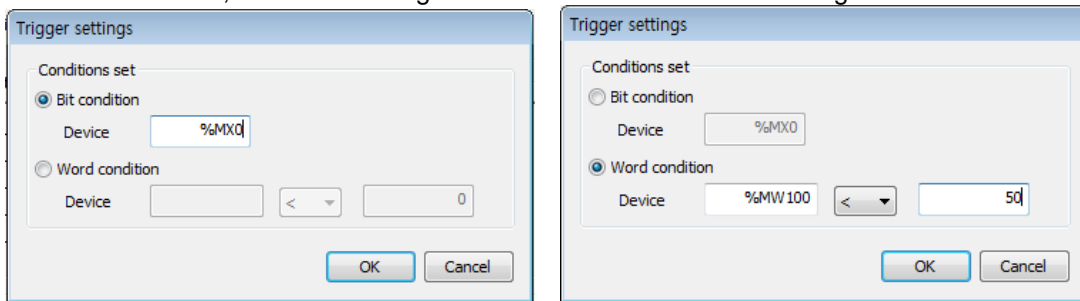 Trigger settings
Conditions set
Bit condition
Device %MX0
Word condition
Device < 0
OK Cancel
Trigger settings
Conditions set
Bit condition
Device %MX0
Word condition
Device %MW100 < 50
OK Cancel